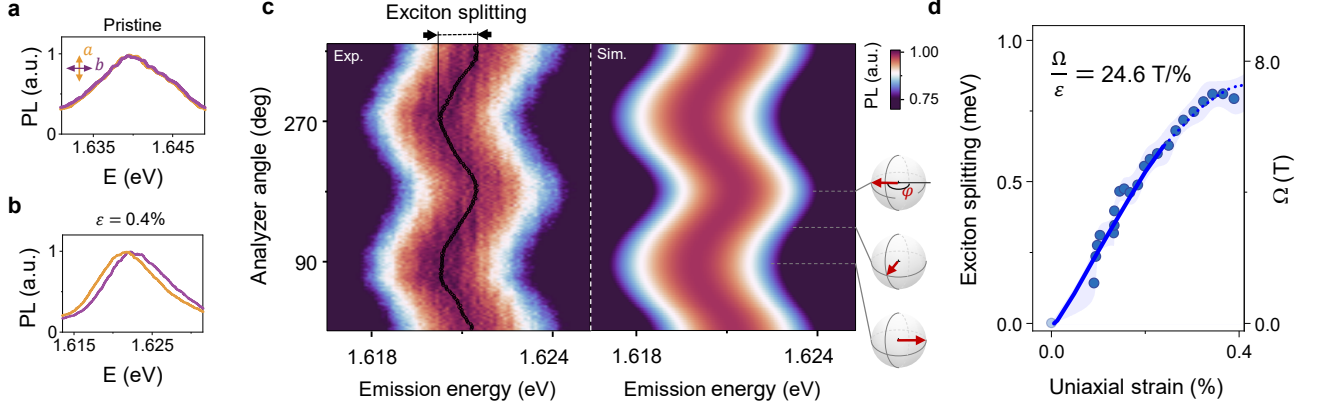 a
Pristine
1
0
PL (a.u.)
a
b
1.635
1.645
E (eV)
b
ε = 0.4%
1
0
PL (a.u.)
1.615
1.625
E (eV)
c
Exciton splitting
Exp.
Sim.
270
90
Analyzer angle (deg)
1.618
1.624
1.618
1.624
Emission energy (eV)
Emission energy (eV)
PL (a.u.)
1.00
0.75
φ
d
1.0
0.5
0.0
Exciton splitting (meV)
Ω/ε = 24.6 T/%
8.0
0.0
Ω (T)
0.0
0.4
Uniaxial strain (%)